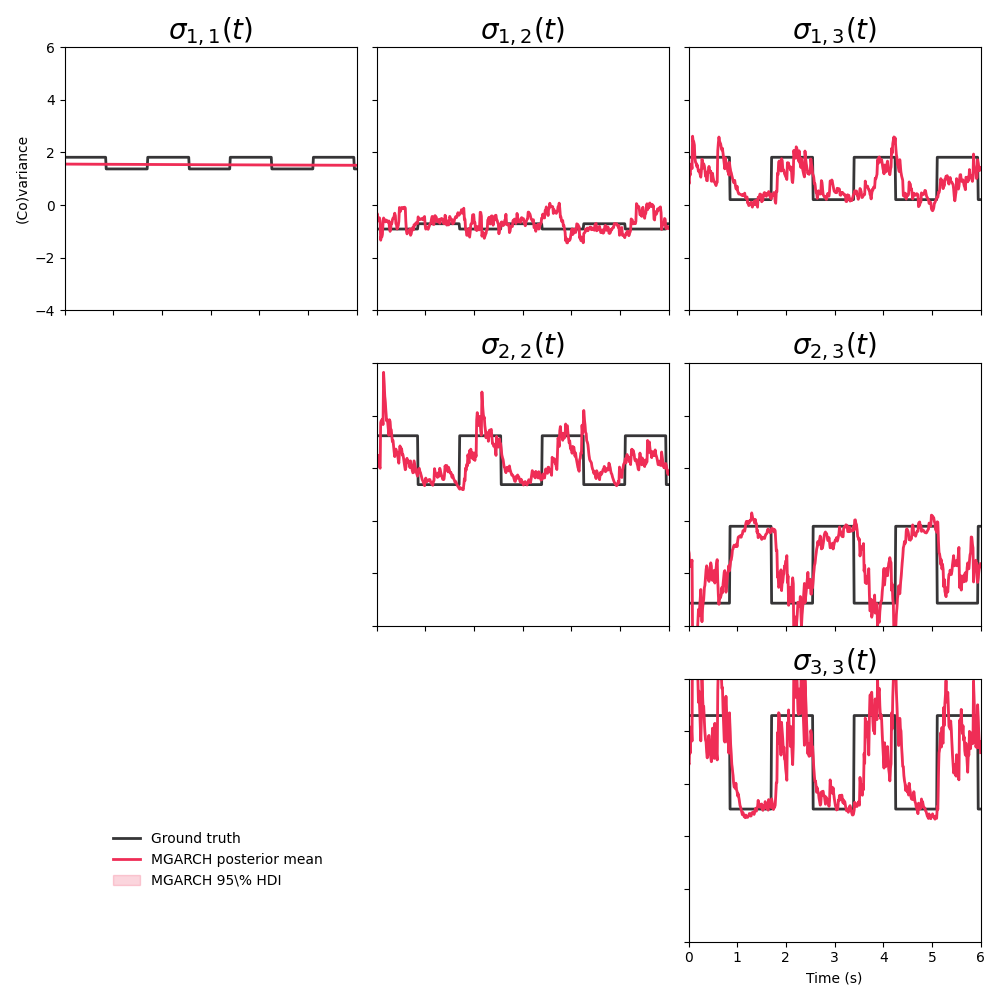 σ1,1(t)
σ1,2(t)
σ1,3(t)
6
4
2
0
−2
−4
(Co)variance
σ2,2(t)
σ2,3(t)
σ3,3(t)
Ground truth
MGARCH posterior mean
MGARCH 95\% HDI
0 1 2 3 4 5 6
Time (s)